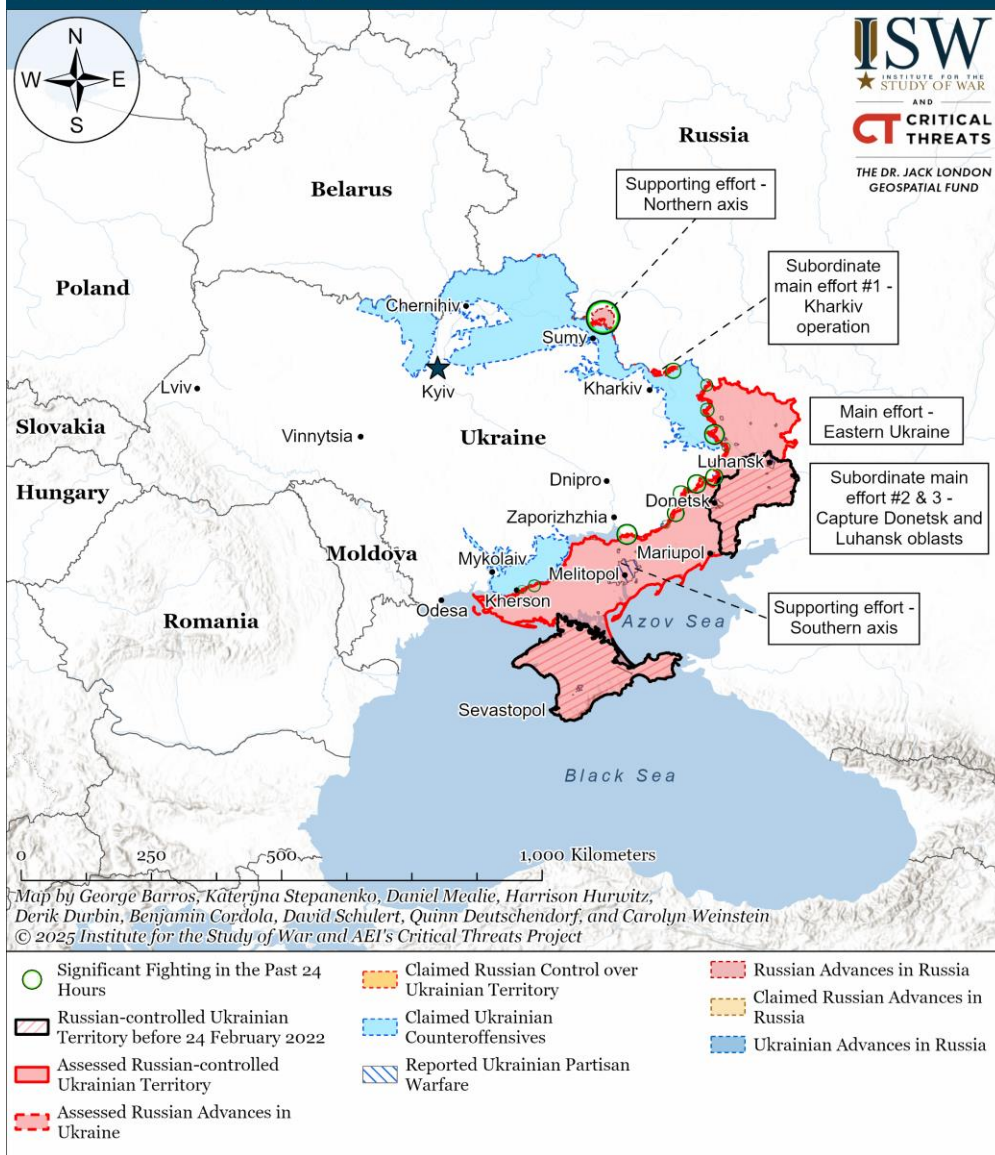 N
W
E
S
ISW
INSTITUTE FOR THE
STUDY OF WAR
AND
CT CRITICAL
THREATS
THE DR. JACK LONDON
GEOSPATIAL FUND
Russia
Belarus
Supporting effort -
Northern axis
Subordinate
main effort #1 -
Kharkiv
operation
Poland
Chernihiv
Sumy
Kyiv
Kharkiv
Lviv
Slovakia
Vinnytsia
Ukraine
Main effort -
Eastern Ukraine
Luhansk
Hungary
Dnipro
Donetsk
Subordinate main
effort #2 & 3 -
Capture Donetsk and
Luhansk oblasts
Zaporizhzhia
Moldova
Mykolaiv
Mariupol
Melitopol
Odesa
Kherson
Romania
Azov Sea
Supporting effort -
Southern axis
Sevastopol
Black Sea
0 250 500 1,000 Kilometers
Map by George Barros, Kateryna Stepanenko, Daniel Mealie, Harrison Hurwitz,
Derik Durbin, Benjamin Cordola, David Schulert, Quinn Deutschendorf, and Carolyn Weinstein
© 2025 Institute for the Study of War and AEI's Critical Threats Project
Significant Fighting in the Past 24
Hours
Russian-controlled Ukrainian
Territory before 24 February 2022
Assessed Russian-controlled
Ukrainian Territory
Assessed Russian Advances in
Ukraine
Claimed Russian Control over
Ukrainian Territory
Claimed Ukrainian
Counteroffensives
Reported Ukrainian Partisan
Warfare
Russian Advances in Russia
Claimed Russian Advances in
Russia
Ukrainian Advances in Russia